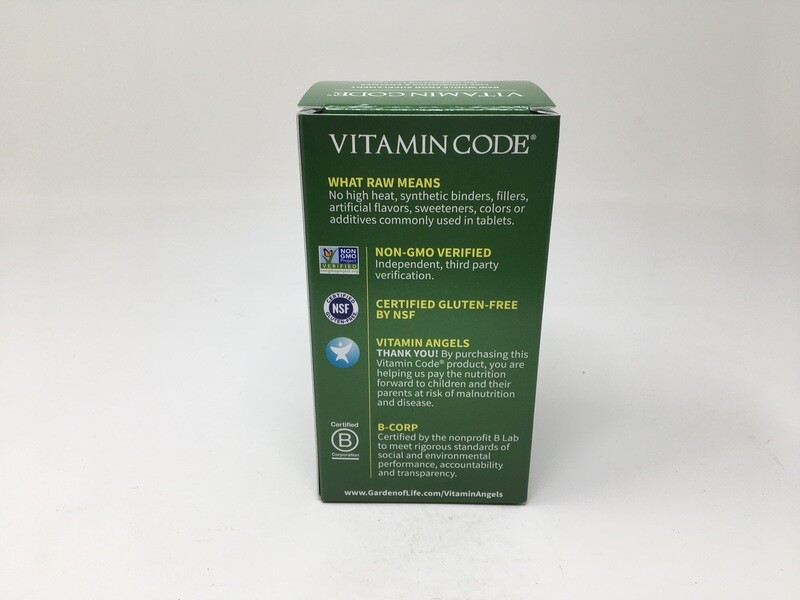 VITAMIN CODE®
VITAMIN CODE®
WHAT RAW MEANS
No high heat, synthetic binders, fillers,
artificial flavors, sweeteners, colors or
additives commonly used in tablets.
NON
GMO
Project
VERIFIED
NON-GMO VERIFIED
Independent, third party
verification.
CERTIFIED
NSF
GLUTEN-FREE
CERTIFIED GLUTEN-FREE
BY NSF
VITAMIN ANGELS
THANK YOU! By purchasing this
Vitamin Code® product, you are
helping us pay the nutrition
forward to children and their
parents at risk of malnutrition
and disease.
Certified
B
Corporation
B-CORP
Certified by the nonprofit B Lab
to meet rigorous standards of
social and environmental
performance, accountability
and transparency.
www.GardenofLife.com/VitaminAngels